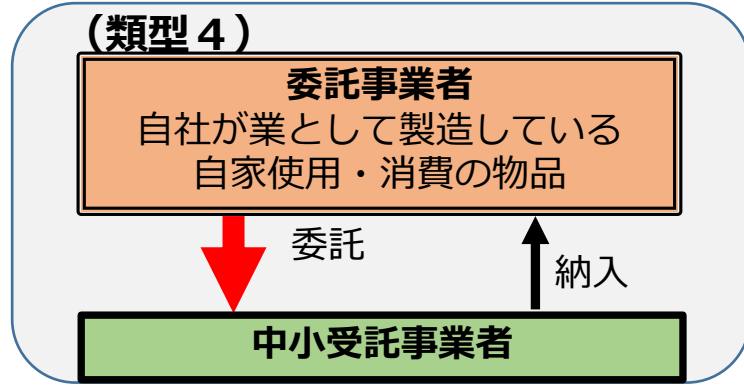 （類型４）
委託事業者
自社が業として製造している
自家使用・消費の物品
委託
納入
中小受託事業者